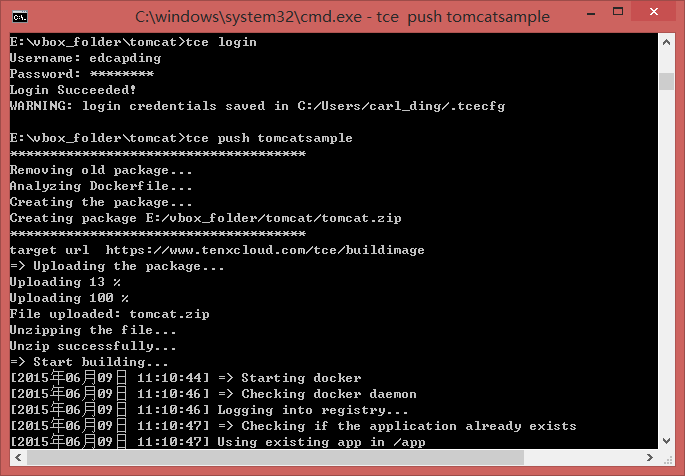 C:\windows\system32\cmd.exe - tce push tomcatsample
E:\vbox_folder\tomcat>tce login
Username: edcapding
Password: ********
Login Succeeded!
WARNING: login credentials saved in C:/Users/carl_ding/.tcecfg
E:\vbox_folder\tomcat>tce push tomcatsample
*************************************
Removing old package...
Analyzing Dockerfile...
Creating the package...
Creating package E:/vbox_folder/tomcat/tomcat.zip
*************************************
target url  https://www.tenxcloud.com/tce/buildimage
=> Uploading the package...
Uploading 13 %
Uploading 100 %
File uploaded: tomcat.zip
Unzipping the file...
Unzip successfully...
=> Start building...
[2015年06月09日 11:10:44] => Starting docker
[2015年06月09日 11:10:46] => Checking docker daemon
[2015年06月09日 11:10:46] Logging into registry...
[2015年06月09日 11:10:47] => Checking if the application already exists
[2015年06月09日 11:10:47] Using existing app in /app